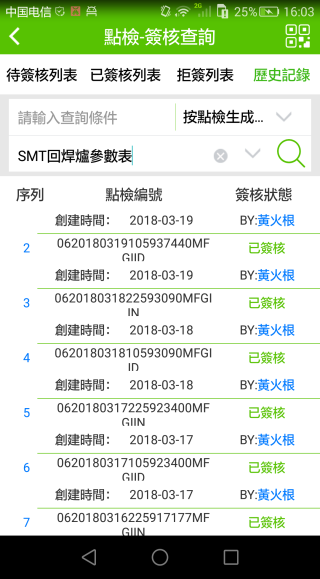 中国电信 2G 25% 16:03
點檢-簽核查詢
待簽核列表 已簽核列表 拒簽列表 歷史記錄
請輸入查詢條件 按點檢生成...
SMT回焊爐參數表
序列 點檢編號 簽核狀態
創建時間: 2018-03-19 BY:黃火根
2 0620180319105937440MF 已簽核
GIID
創建時間: 2018-03-19 BY:黃火根
3 062018031822593090MFGI 已簽核
IN
創建時間: 2018-03-18 BY:黃火根
4 062018031810593090MFGI 已簽核
ID
創建時間: 2018-03-18 BY:黃火根
5 0620180317225923400MF 已簽核
GIIN
創建時間: 2018-03-17 BY:黃火根
6 0620180317105923400MF 已簽核
GIID
創建時間: 2018-03-17 BY:黃火根
7 0620180316225917177MF 已簽核
GIIN